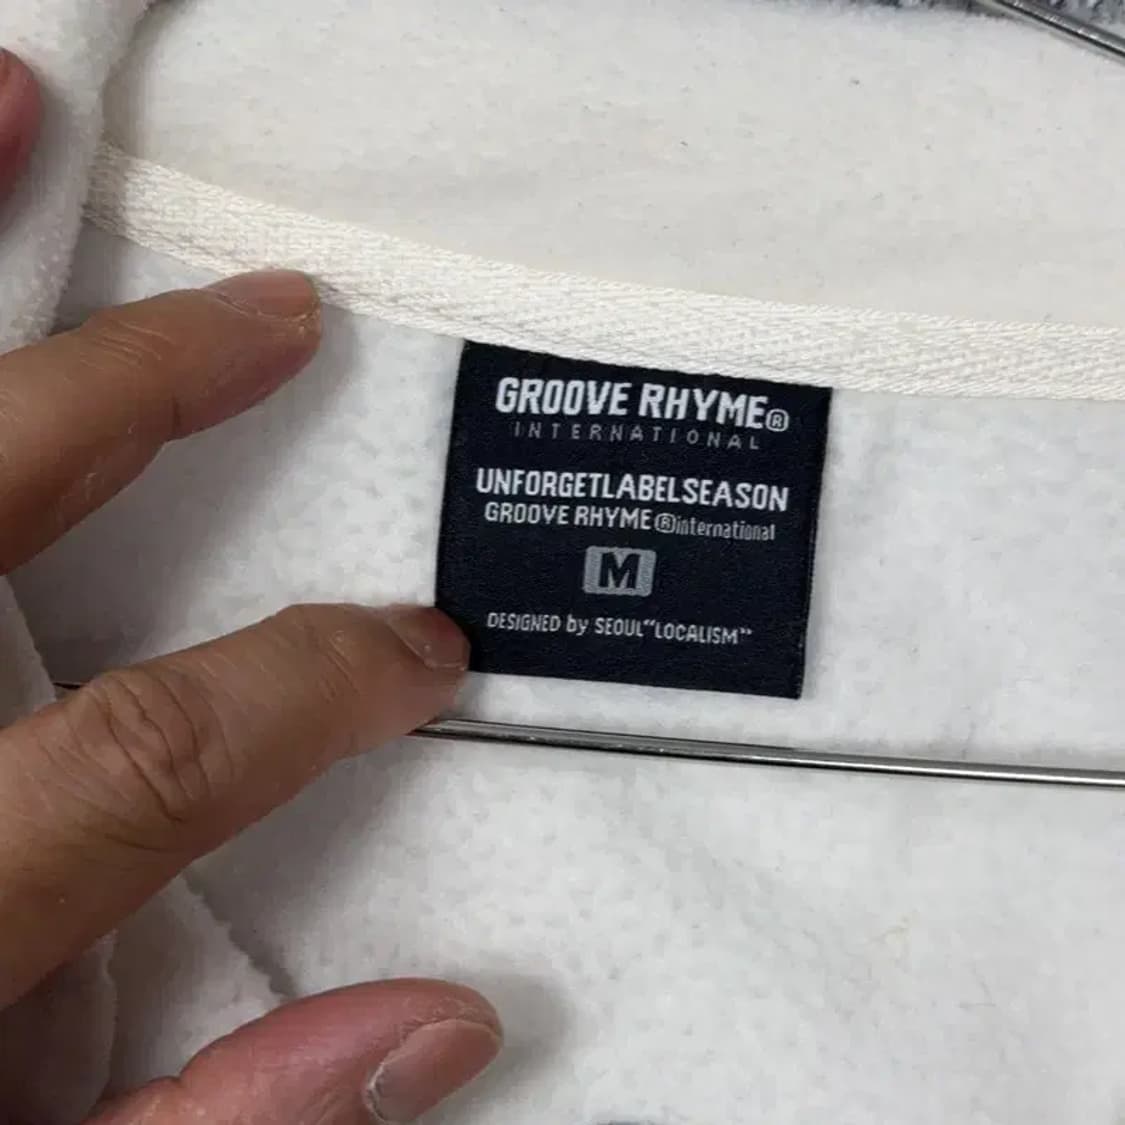 GROOVE RHYME®
INTERNATIONAL
UNFORGETLABELSEASON
GROOVE RHYME ®international
M
DESIGNED by SEOUL"LOCALISM"